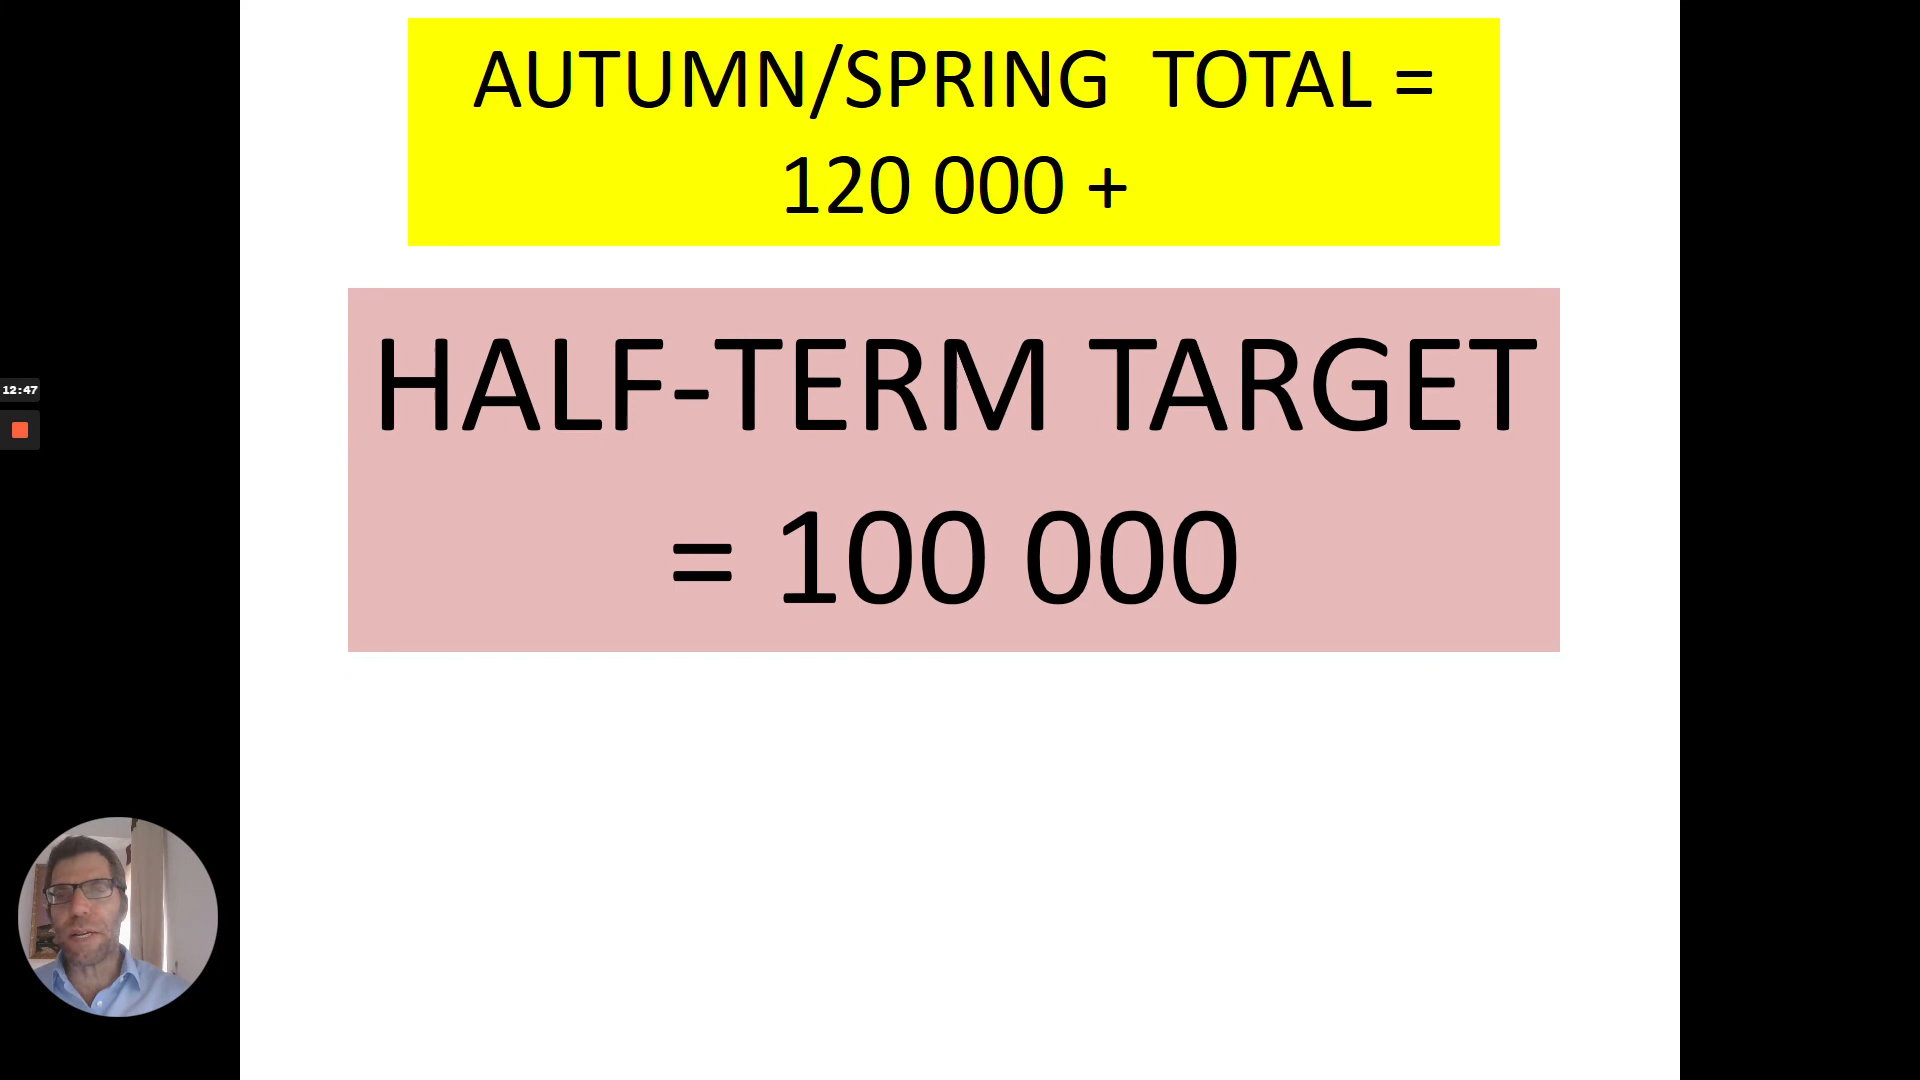 AUTUMN/SPRING TOTAL =
120 000 +
HALF-TERM TARGET
= 100 000
12:47